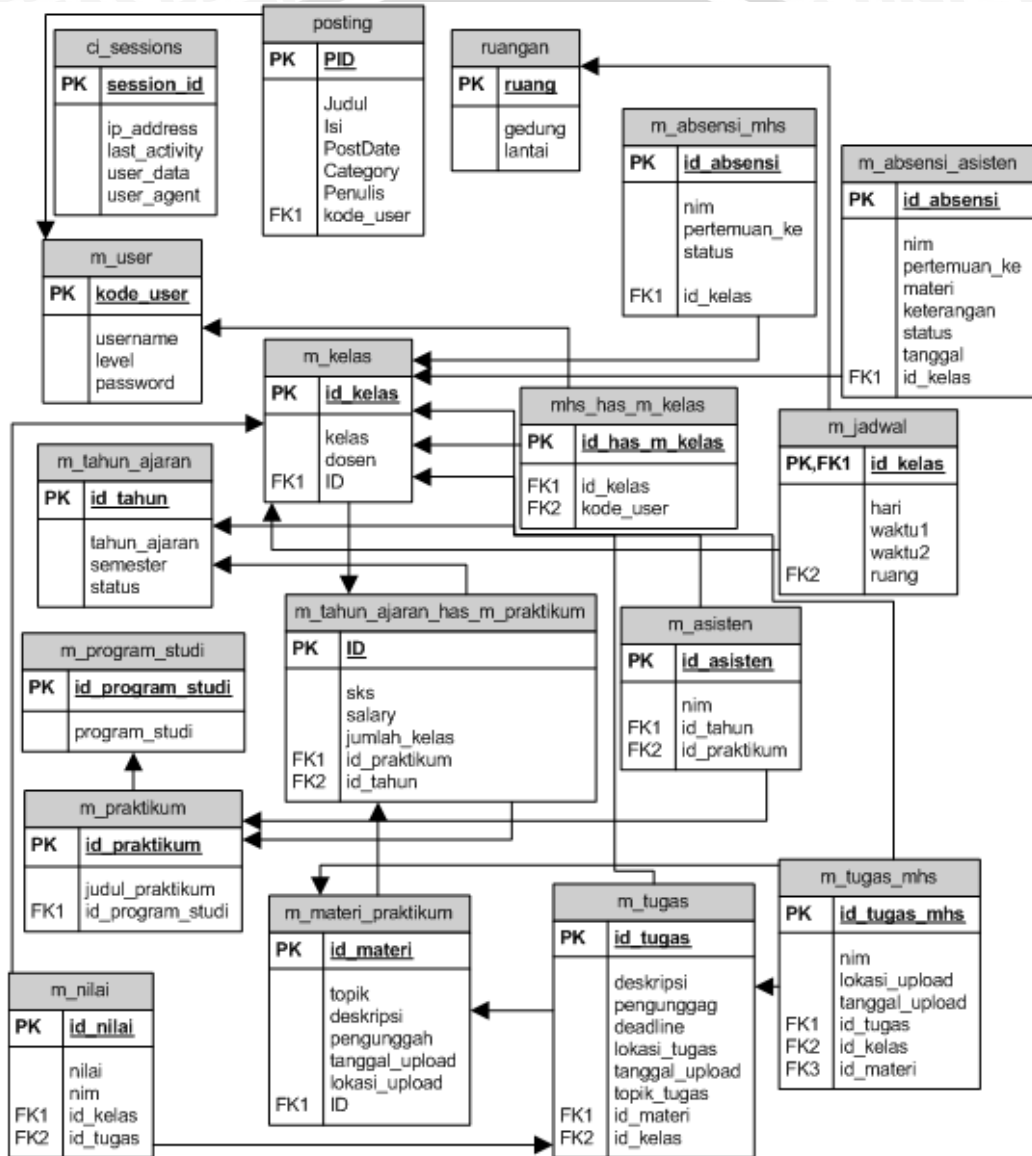 posting
PK PID
Judul
Isi
PostDate
Category
Penulis
FK1 kode_user
ci_sessions
PK session_id
ip_address
last_activity
user_data
user_agent
ruangan
PK ruang
gedung
lantai
m_absensi_mhs
PK id_absensi
nim
pertemuan_ke
status
FK1 id_kelas
m_absensi_asisten
PK id_absensi
nim
pertemuan_ke
materi
keterangan
status
tanggal
FK1 id_kelas
m_user
PK kode_user
username
level
password
m_kelas
PK id_kelas
kelas
dosen
FK1 ID
mhs_has_m_kelas
PK id_has_m_kelas
FK1 id_kelas
FK2 kode_user
m_jadwal
PK,FK1 id_kelas
hari
waktu1
waktu2
FK2 ruang
m_tahun_ajaran
PK id_tahun
tahun_ajaran
semester
status
m_tahun_ajaran_has_m_praktikum
PK ID
sks
salary
jumlah_kelas
FK1 id_praktikum
FK2 id_tahun
m_asisten
PK id_asisten
nim
FK1 id_tahun
FK2 id_praktikum
m_program_studi
PK id_program_studi
program_studi
m_praktikum
PK id_praktikum
judul_praktikum
FK1 id_program_studi
m_materi_praktikum
PK id_materi
topik
deskripsi
pengunggah
tanggal_upload
lokasi_upload
FK1 ID
m_tugas
PK id_tugas
deskripsi
pengunggag
deadline
lokasi_tugas
tanggal_upload
topik_tugas
FK1 id_materi
FK2 id_kelas
m_tugas_mhs
PK id_tugas_mhs
nim
lokasi_upload
tanggal_upload
FK1 id_tugas
FK2 id_kelas
FK3 id_materi
m_nilai
PK id_nilai
nilai
nim
FK1 id_kelas
FK2 id_tugas